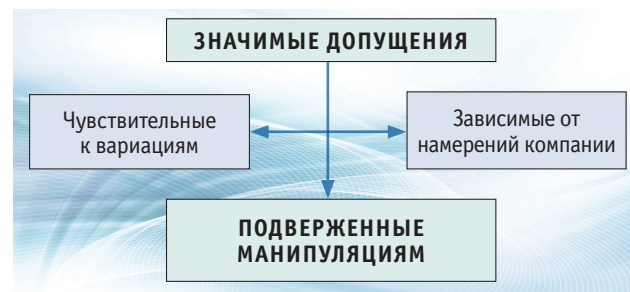 ЗНАЧИМЫЕ ДОПУЩЕНИЯ
Чувствительные
к вариациям
Зависимые от
намерений компании
ПОДВЕРЖЕННЫЕ
МАНИПУЛЯЦИЯМ